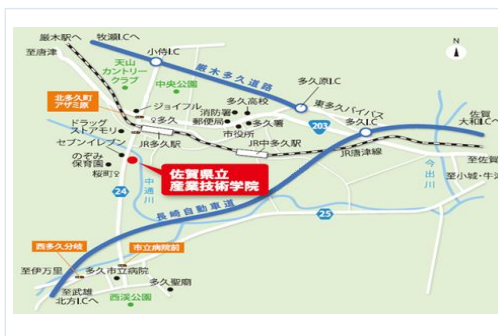 厳木駅へ
牧瀬I.Cへ
至唐津
小侍I.C
N
天山
カントリー
クラブ
中央公園
厳木多久道路
北多久町
アザミ原
ジョイフル
多久高校
多久原I.C
消防署
郵便局
多久署
東多久バイパス
多久I.C
佐賀
大和I.Cへ
ドラッグ
ストアモリ
♀多久
市役所
203
セブンイレブン
JR多久駅
JR中多久駅
JR唐津線
至佐賀
のぞみ
保育園
桜町♀
佐賀県立
産業技術学院
今出川
至小城・牛津
24
中通川
長崎自動車道
25
西多久分岐
市立病院前
至伊万里
多久市立病院
多久聖廟
至武雄
北方I.Cへ
西渓公園